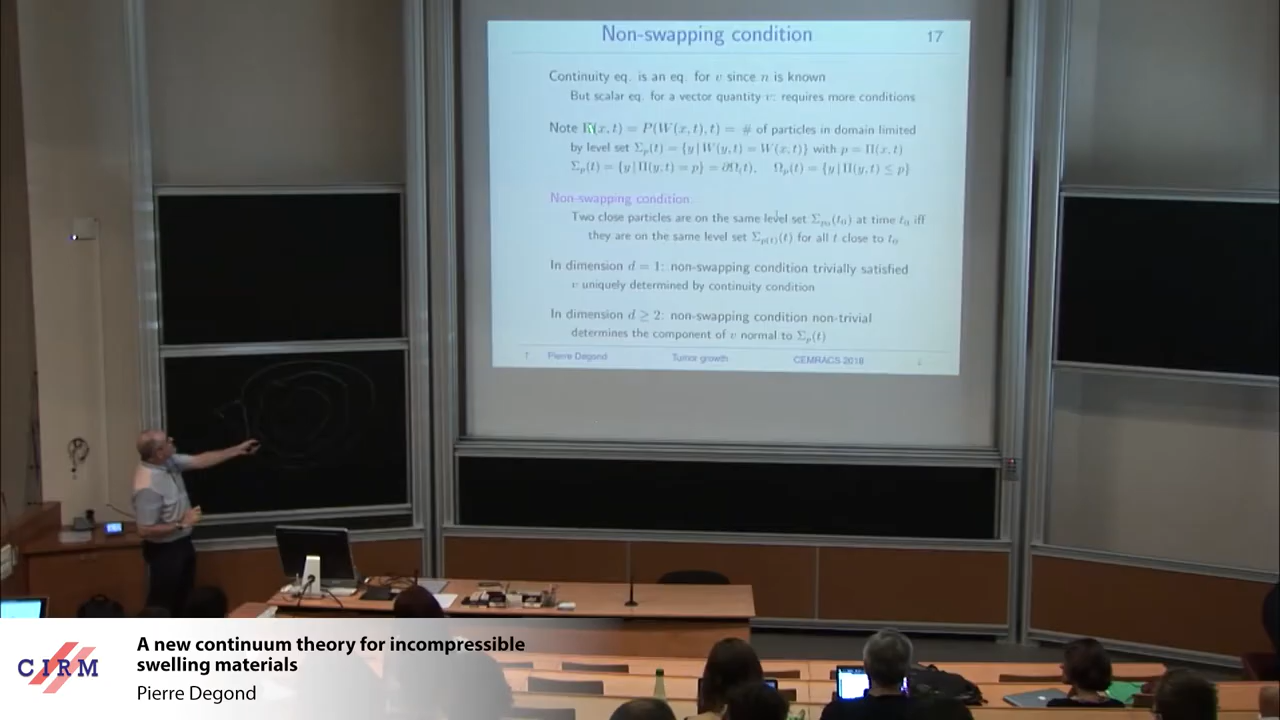 Non-swapping condition
17
Continuity eq. is an eq. for v since n is known
But scalar eq. for a vector quantity v: requires more conditions
Note Π(x, t) = P(W(x, t), t) = # of particles in domain limited
by level set Σp(t) = {y | W(y, t) = W(x, t)} with p = Π(x, t)
Σp(t) = {y | Π(y, t) = p} = ∂Ωp(t), Ωp(t) = {y | Π(y, t) ≤ p}
Non-swapping condition
Two close particles are on the same level set Σp0(t0) at time t0 iff
they are on the same level set Σp(t)(t) for all t close to t0
In dimension d = 1: non-swapping condition trivially satisfied
v uniquely determined by continuity condition
In dimension d ≥ 2: non-swapping condition non-trivial
determines the component of v normal to Σp(t)
Pierre Degond
Tumor growth
CEMRACS 2018
CIRM
A new continuum theory for incompressible
swelling materials
Pierre Degond